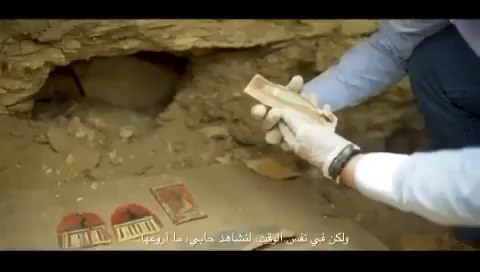 ولكن في نفس الوقت، لنشاهد حابي، ما أروعها